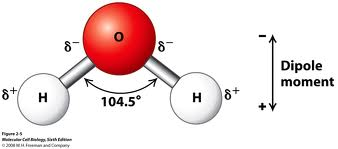 O
δ⁻ δ⁻
δ⁺ H H δ⁺
104.5°
−
Dipole
moment
+
Figure 2-5
Molecular Cell Biology, Sixth Edition
© 2008 W. H. Freeman and Company